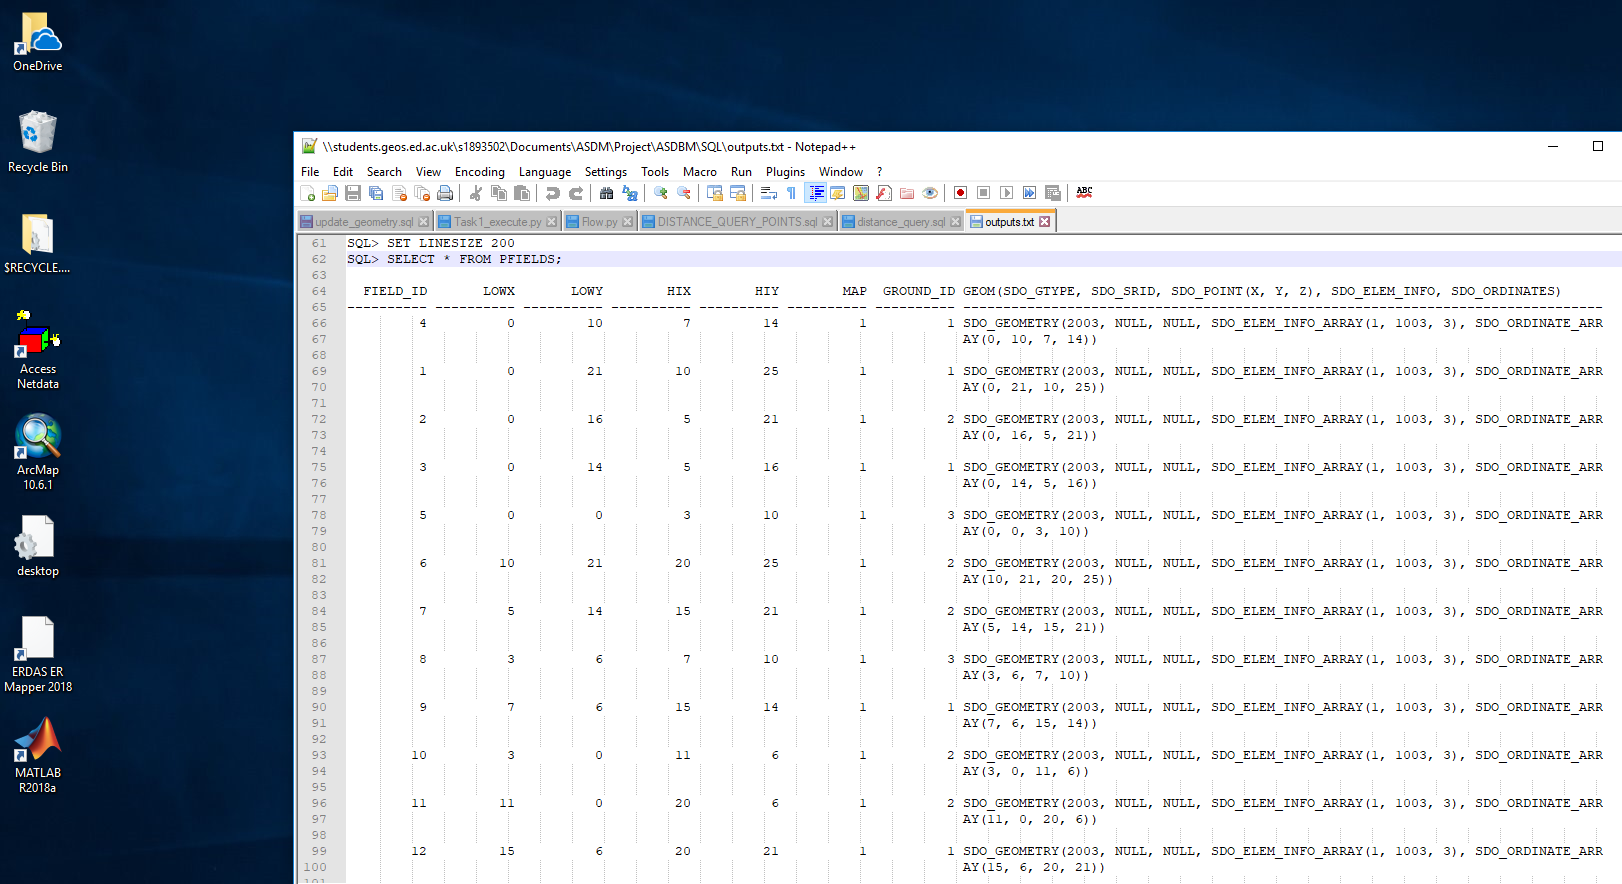 OneDrive
Recycle Bin
$RECYCLE....
Access
Netdata
ArcMap
10.6.1
desktop
ERDAS ER
Mapper 2018
MATLAB
R2018a
\\students.geos.ed.ac.uk\s1893502\Documents\ASDM\Project\ASDBM\SQL\outputs.txt - Notepad++
File Edit Search View Encoding Language Settings Tools Macro Run Plugins Window ?
ABC
update_geometry.sql Task1_execute.py Flow.py DISTANCE_QUERY_POINTS.sql distance_query.sql outputs.txt
61 SQL> SET LINESIZE 200
62 SQL> SELECT * FROM PFIELDS;
63
64 FIELD_ID LOWX LOWY HIX HIY MAP GROUND_ID GEOM(SDO_GTYPE, SDO_SRID, SDO_POINT(X, Y, Z), SDO_ELEM_INFO, SDO_ORDINATES)
65 ---------- ---------- ---------- ---------- ---------- ---------- ---------- --------------------------------------------------------------------------------
66 4 0 10 7 14 1 1 SDO_GEOMETRY(2003, NULL, NULL, SDO_ELEM_INFO_ARRAY(1, 1003, 3), SDO_ORDINATE_ARR
67 AY(0, 10, 7, 14))
68
69 1 0 21 10 25 1 1 SDO_GEOMETRY(2003, NULL, NULL, SDO_ELEM_INFO_ARRAY(1, 1003, 3), SDO_ORDINATE_ARR
70 AY(0, 21, 10, 25))
71
72 2 0 16 5 21 1 2 SDO_GEOMETRY(2003, NULL, NULL, SDO_ELEM_INFO_ARRAY(1, 1003, 3), SDO_ORDINATE_ARR
73 AY(0, 16, 5, 21))
74
75 3 0 14 5 16 1 1 SDO_GEOMETRY(2003, NULL, NULL, SDO_ELEM_INFO_ARRAY(1, 1003, 3), SDO_ORDINATE_ARR
76 AY(0, 14, 5, 16))
77
78 5 0 0 3 10 1 3 SDO_GEOMETRY(2003, NULL, NULL, SDO_ELEM_INFO_ARRAY(1, 1003, 3), SDO_ORDINATE_ARR
79 AY(0, 0, 3, 10))
80
81 6 10 21 20 25 1 2 SDO_GEOMETRY(2003, NULL, NULL, SDO_ELEM_INFO_ARRAY(1, 1003, 3), SDO_ORDINATE_ARR
82 AY(10, 21, 20, 25))
83
84 7 5 14 15 21 1 2 SDO_GEOMETRY(2003, NULL, NULL, SDO_ELEM_INFO_ARRAY(1, 1003, 3), SDO_ORDINATE_ARR
85 AY(5, 14, 15, 21))
86
87 8 3 6 7 10 1 3 SDO_GEOMETRY(2003, NULL, NULL, SDO_ELEM_INFO_ARRAY(1, 1003, 3), SDO_ORDINATE_ARR
88 AY(3, 6, 7, 10))
89
90 9 7 6 15 14 1 1 SDO_GEOMETRY(2003, NULL, NULL, SDO_ELEM_INFO_ARRAY(1, 1003, 3), SDO_ORDINATE_ARR
91 AY(7, 6, 15, 14))
92
93 10 3 0 11 6 1 2 SDO_GEOMETRY(2003, NULL, NULL, SDO_ELEM_INFO_ARRAY(1, 1003, 3), SDO_ORDINATE_ARR
94 AY(3, 0, 11, 6))
95
96 11 11 0 20 6 1 2 SDO_GEOMETRY(2003, NULL, NULL, SDO_ELEM_INFO_ARRAY(1, 1003, 3), SDO_ORDINATE_ARR
97 AY(11, 0, 20, 6))
98
99 12 15 6 20 21 1 1 SDO_GEOMETRY(2003, NULL, NULL, SDO_ELEM_INFO_ARRAY(1, 1003, 3), SDO_ORDINATE_ARR
100 AY(15, 6, 20, 21))